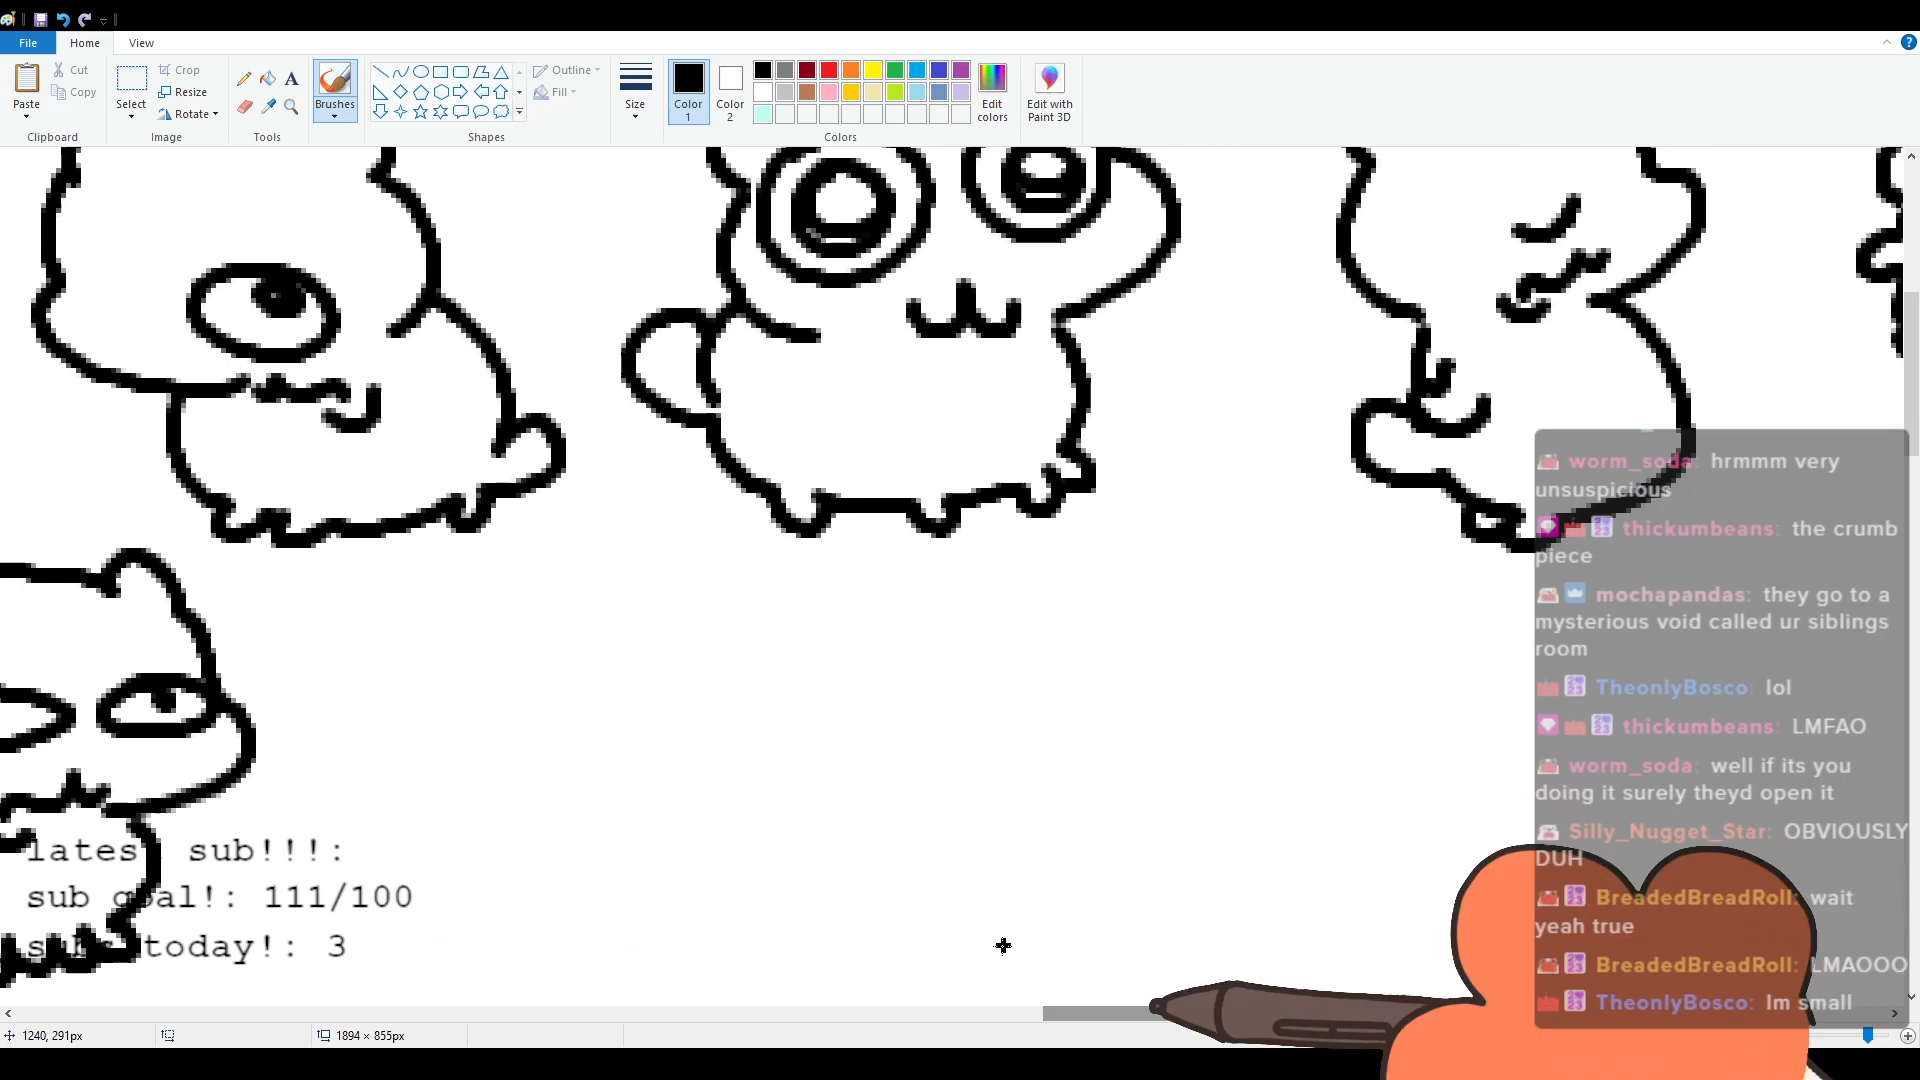 File Home View
Paste Cut Copy Clipboard
Select Crop Resize Rotate Image
Tools
Brushes
Outline Fill Shapes
Size
Color 1 Color 2 Edit colors Colors
Edit with Paint 3D
worm_soda: hrmmm very
unsuspicious
thickumbeans: the crumb
piece
mochapandas: they go to a
mysterious void called ur siblings
room
TheonlyBosco: lol
thickumbeans: LMFAO
worm_soda: well if its you
doing it surely theyd open it
Silly_Nugget_Star: OBVIOUSLY
DUH
BreadedBreadRoll: wait
yeah true
BreadedBreadRoll: LMAOOO
TheonlyBosco: Im small
latest sub!!!:
sub goal!: 111/100
subs today!: 3
1240, 291px
1894 × 855px